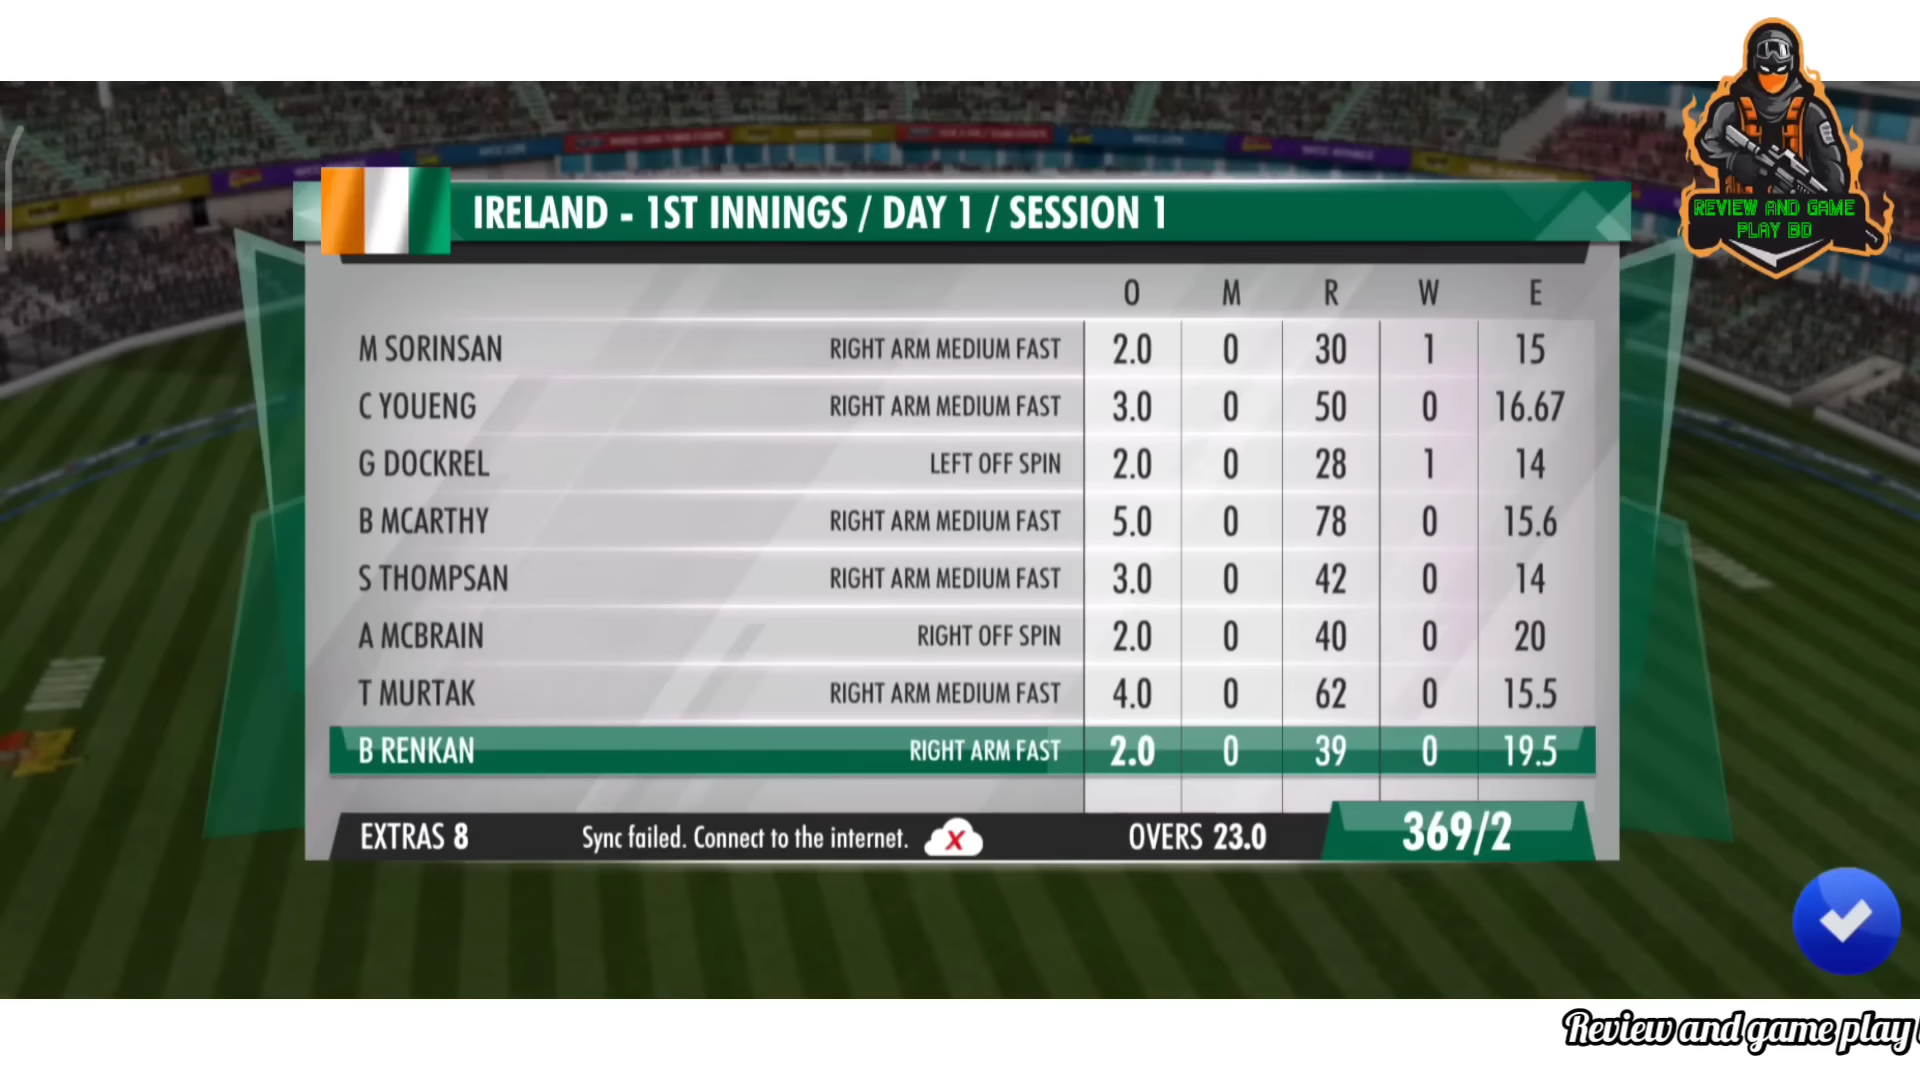 REVIEW AND GAME
PLAY BD
IRELAND - 1ST INNINGS / DAY 1 / SESSION 1
O M R W E
M SORINSAN RIGHT ARM MEDIUM FAST 2.0 0 30 1 15
C YOUENG RIGHT ARM MEDIUM FAST 3.0 0 50 0 16.67
G DOCKREL LEFT OFF SPIN 2.0 0 28 1 14
B MCARTHY RIGHT ARM MEDIUM FAST 5.0 0 78 0 15.6
S THOMPSAN RIGHT ARM MEDIUM FAST 3.0 0 42 0 14
A MCBRAIN RIGHT OFF SPIN 2.0 0 40 0 20
T MURTAK RIGHT ARM MEDIUM FAST 4.0 0 62 0 15.5
B RENKAN RIGHT ARM FAST 2.0 0 39 0 19.5
EXTRAS 8 Sync failed. Connect to the internet. X OVERS 23.0 369/2
Review and game play